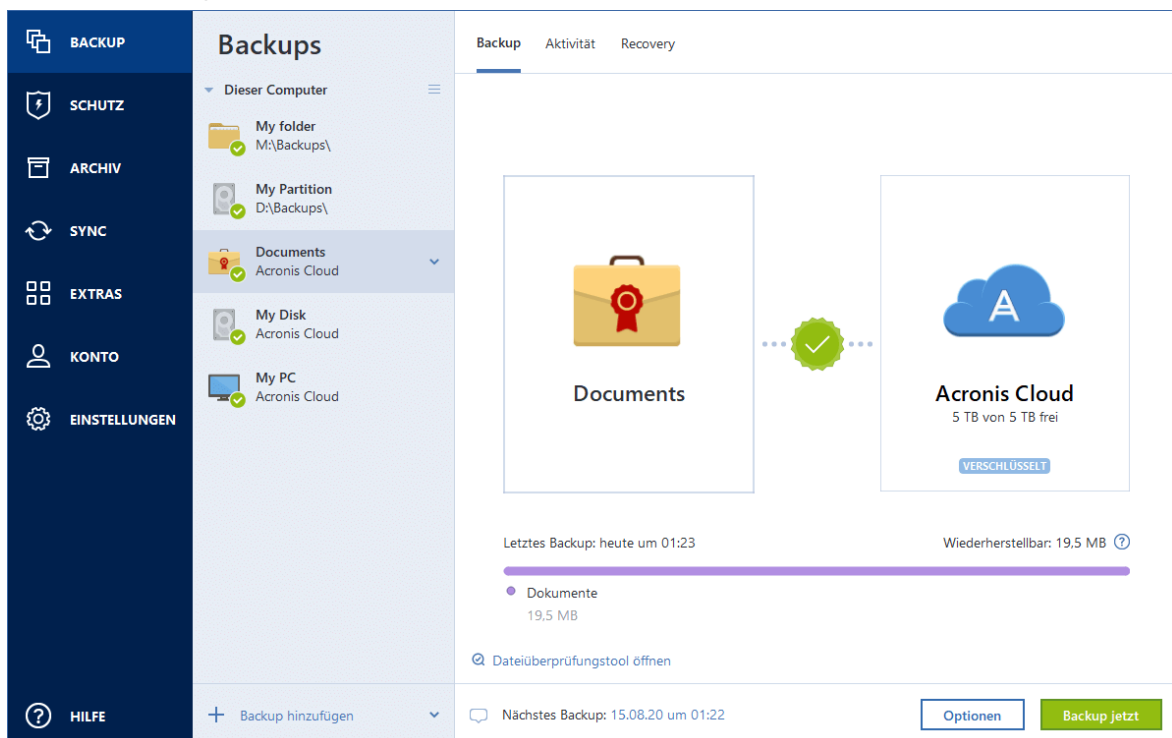 BACKUP
SCHUTZ
ARCHIV
SYNC
EXTRAS
KONTO
EINSTELLUNGEN
HILFE
Backups
Dieser Computer
My folder
M:\Backups\
My Partition
D:\Backups\
Documents
Acronis Cloud
My Disk
Acronis Cloud
My PC
Acronis Cloud
Backup hinzufügen
Backup Aktivität Recovery
Documents
A
Acronis Cloud
5 TB von 5 TB frei
VERSCHLÜSSELT
Letztes Backup: heute um 01:23
Wiederherstellbar: 19,5 MB ?
Dokumente
19,5 MB
Dateiüberprüfungstool öffnen
Nächstes Backup: 15.08.20 um 01:22
Optionen
Backup jetzt